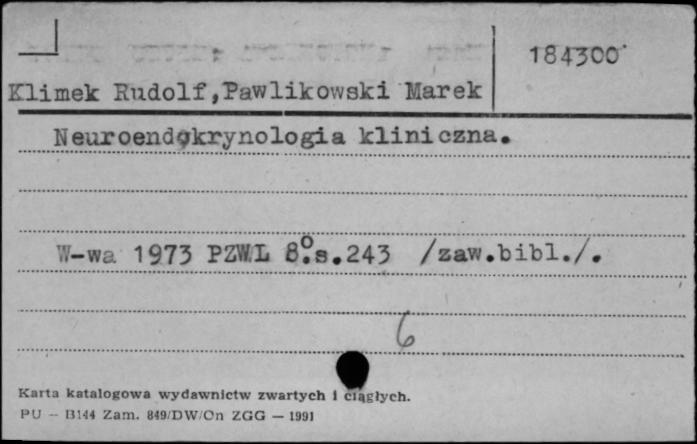 184300
Klimek Rudolf,Pawlikowski Marek
Neuroendokrynologia kliniczna.
W-wa 1973 PZWL 8°.s.243 /zaw.bibl./.
6
Karta katalogowa wydawnictw zwartych i ciągłych.
PU — B144 Zam. 849/DW/On ZGG — 1991